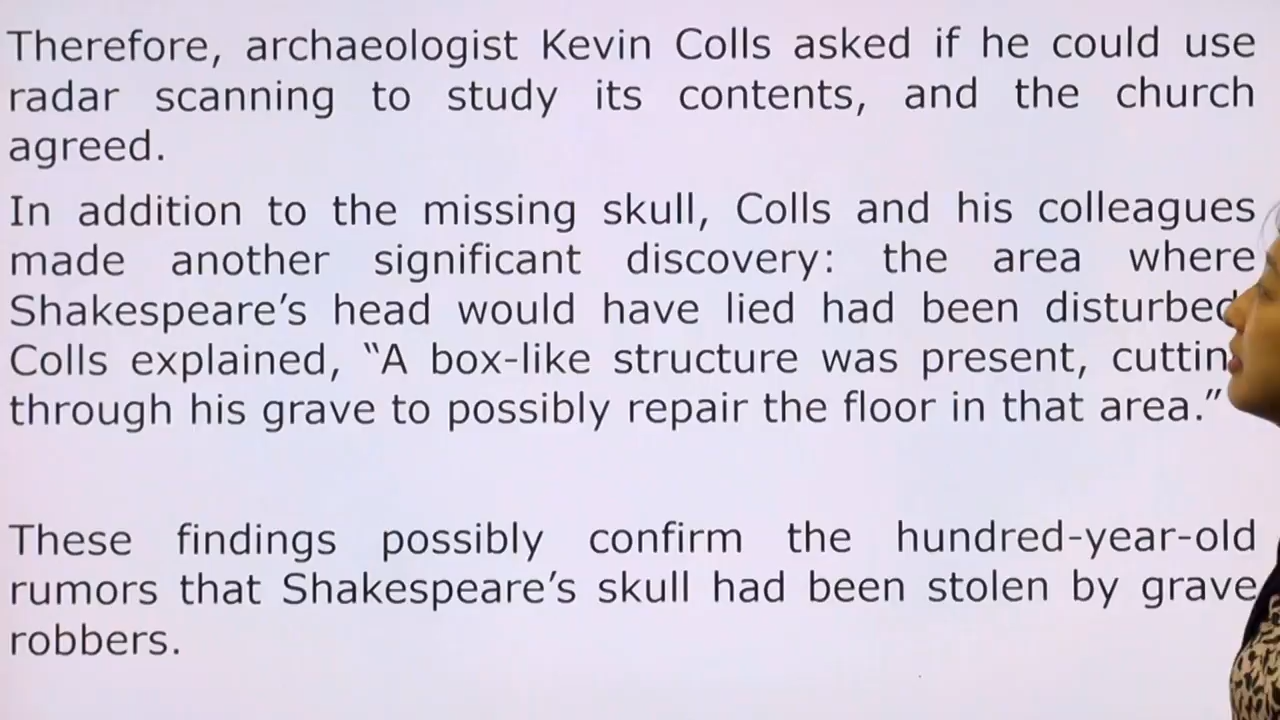 Therefore, archaeologist Kevin Colls asked if he could use
radar scanning to study its contents, and the church
agreed.
In addition to the missing skull, Colls and his colleagues
made another significant discovery: the area where
Shakespeare’s head would have lied had been disturbed
Colls explained, “A box-like structure was present, cuttin
through his grave to possibly repair the floor in that area.”
These findings possibly confirm the hundred-year-old
rumors that Shakespeare’s skull had been stolen by grave
robbers.